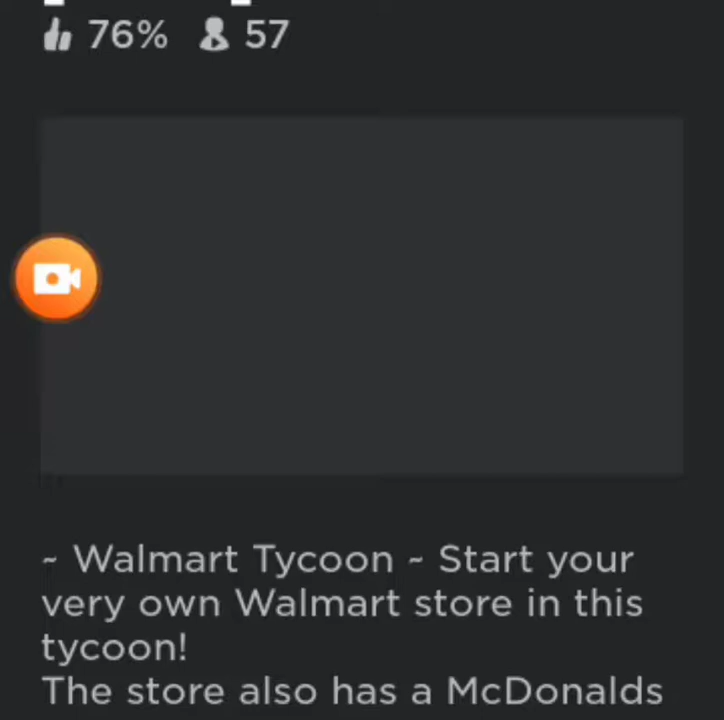 76% 57
~ Walmart Tycoon ~ Start your
very own Walmart store in this
tycoon!
The store also has a McDonalds